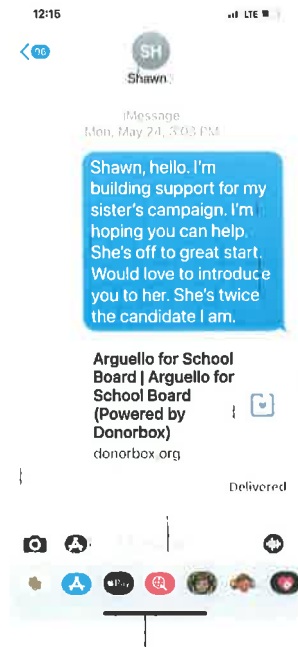 12:15
LTE
96
SH
Shawn
iMessage
Mon, May 24, 3:03 PM
Shawn, hello. I'm
building support for my
sister's campaign. I'm
hoping you can help.
She's off to great start.
Would love to introduce
you to her. She's twice
the candidate I am.
Arguello for School
Board | Arguello for
School Board
(Powered by
Donorbox)
donorbox.org
Delivered
Pay